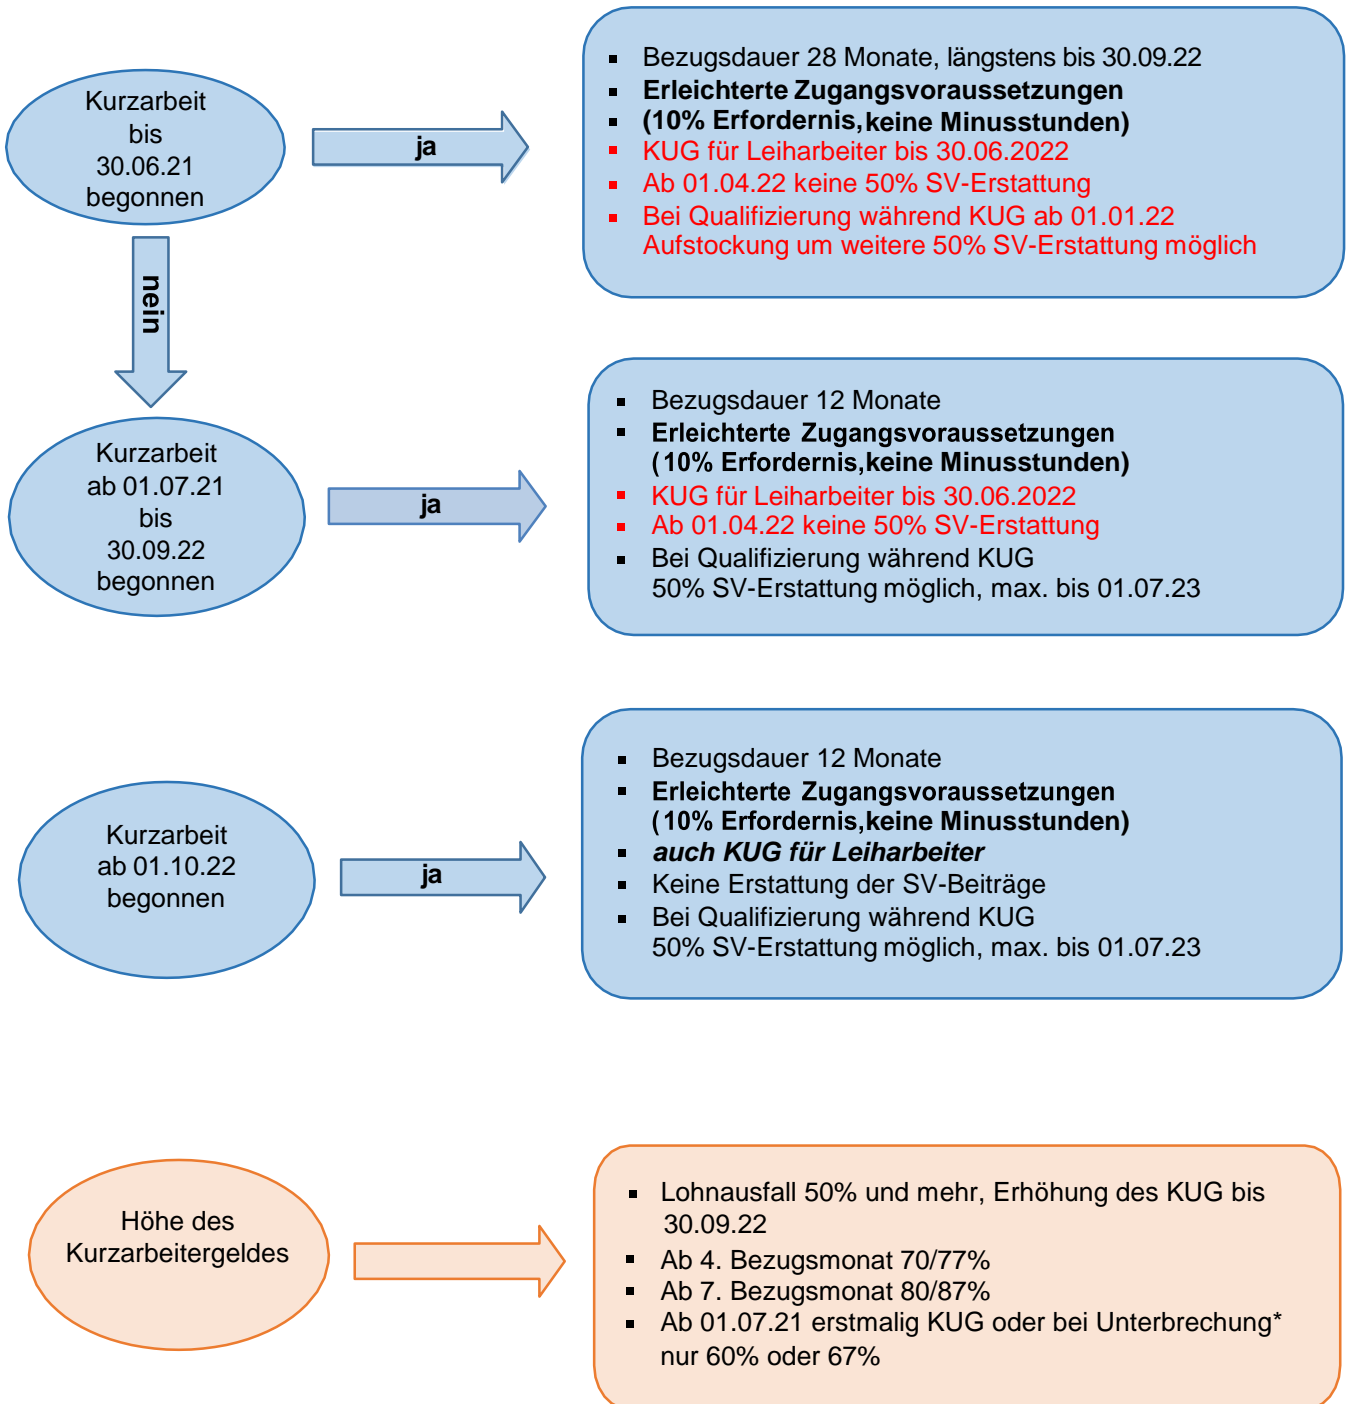 Kurzarbeit
bis
30.06.21
begonnen
ja
▪ Bezugsdauer 28 Monate, längstens bis 30.09.22
▪ Erleichterte Zugangsvoraussetzungen
▪ (10% Erfordernis, keine Minusstunden)
▪ KUG für Leiharbeiter bis 30.06.2022
▪ Ab 01.04.22 keine 50% SV-Erstattung
▪ Bei Qualifizierung während KUG ab 01.01.22
Aufstockung um weitere 50% SV-Erstattung möglich
nein
Kurzarbeit
ab 01.07.21
bis
30.09.22
begonnen
ja
▪ Bezugsdauer 12 Monate
▪ Erleichterte Zugangsvoraussetzungen
(10% Erfordernis, keine Minusstunden)
▪ KUG für Leiharbeiter bis 30.06.2022
▪ Ab 01.04.22 keine 50% SV-Erstattung
▪ Bei Qualifizierung während KUG
50% SV-Erstattung möglich, max. bis 01.07.23
Kurzarbeit
ab 01.10.22
begonnen
ja
▪ Bezugsdauer 12 Monate
▪ Erleichterte Zugangsvoraussetzungen
(10% Erfordernis, keine Minusstunden)
▪ auch KUG für Leiharbeiter
▪ Keine Erstattung der SV-Beiträge
▪ Bei Qualifizierung während KUG
50% SV-Erstattung möglich, max. bis 01.07.23
Höhe des
Kurzarbeitergeldes
▪ Lohnausfall 50% und mehr, Erhöhung des KUG bis
30.09.22
▪ Ab 4. Bezugsmonat 70/77%
▪ Ab 7. Bezugsmonat 80/87%
▪ Ab 01.07.21 erstmalig KUG oder bei Unterbrechung*
nur 60% oder 67%